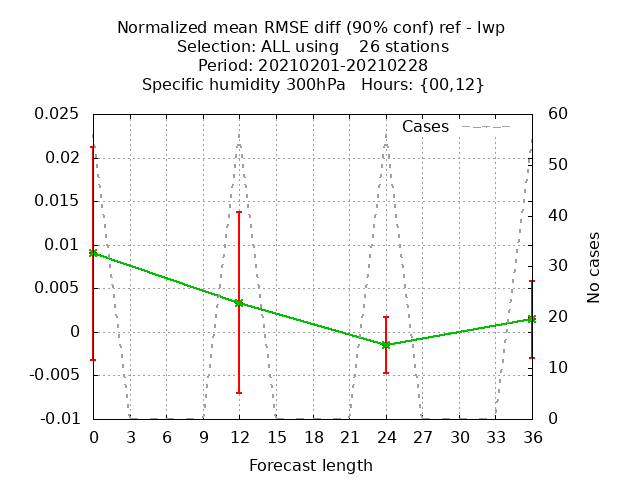 Normalized mean RMSE diff (90% conf) ref - lwp
Selection: ALL using    26 stations
Period: 20210201-20210228
Specific humidity 300hPa   Hours: {00,12}
Cases
0.025
0.02
0.015
0.01
0.005
0
-0.005
-0.01
60
50
40
30
20
10
0
No cases
0 3 6 9 12 15 18 21 24 27 30 33 36
Forecast length